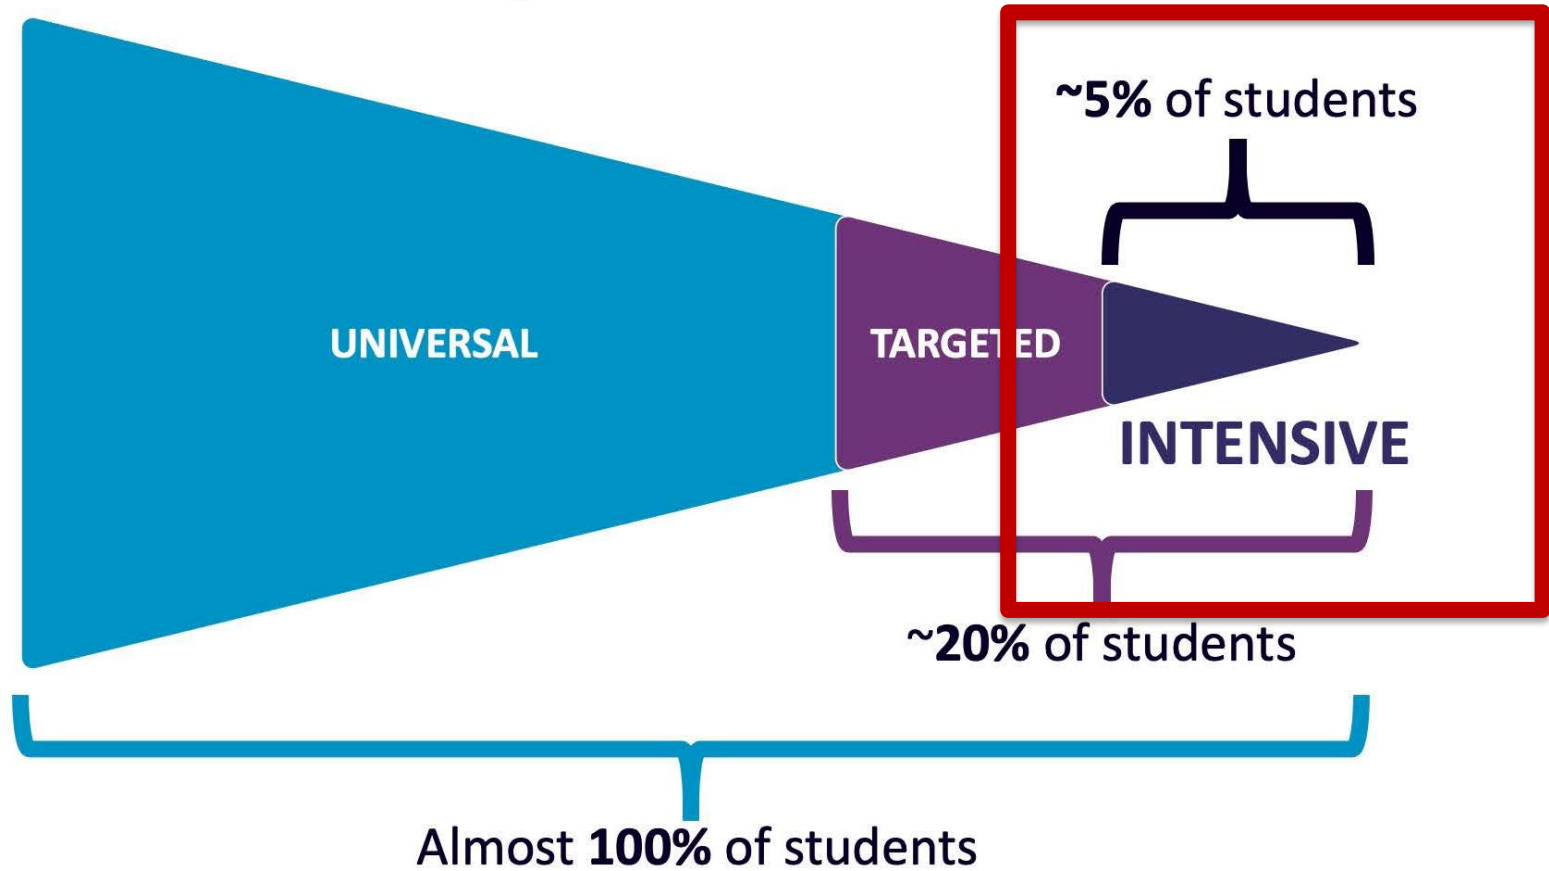 ~5% of students
UNIVERSAL
TARGETED
INTENSIVE
~20% of students
Almost 100% of students